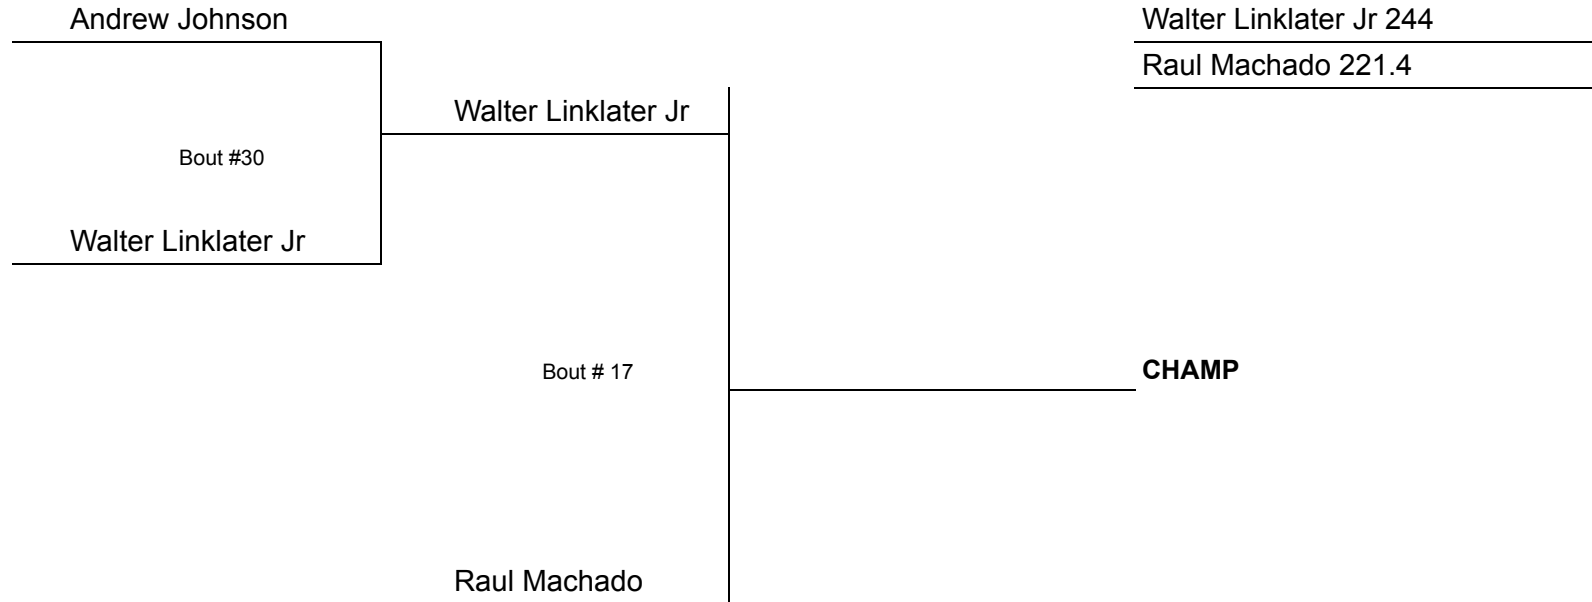 Andrew Johnson
Walter Linklater Jr 244
Raul Machado 221.4
Walter Linklater Jr
Bout #30
Walter Linklater Jr
Bout # 17
CHAMP
Raul Machado